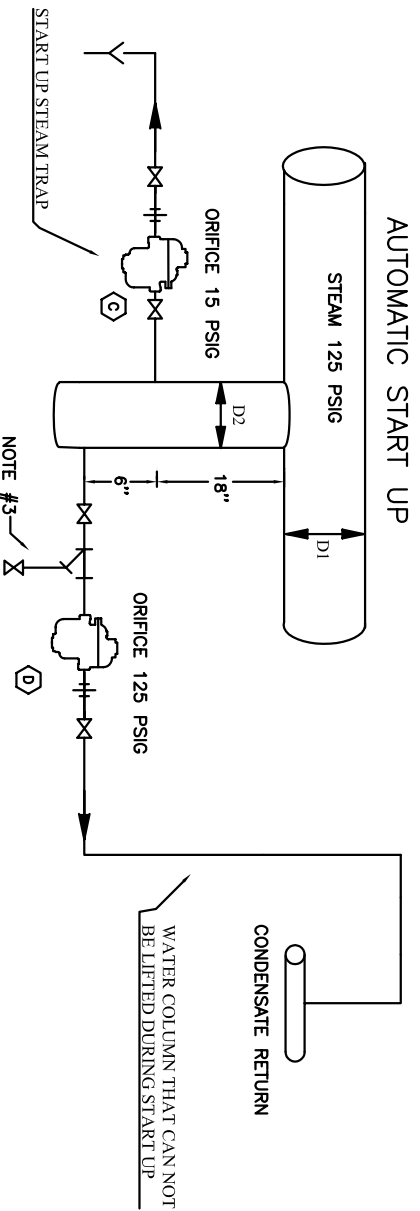 AUTOMATIC START UP
STEAM 125 PSIG
D1
D2
18"
6"
ORIFICE 15 PSIG
C
START UP STEAM TRAP
ORIFICE 125 PSIG
D
NOTE #3
CONDENSATE RETURN
WATER COLUMN THAT CAN NOT
BE LIFTED DURING START UP